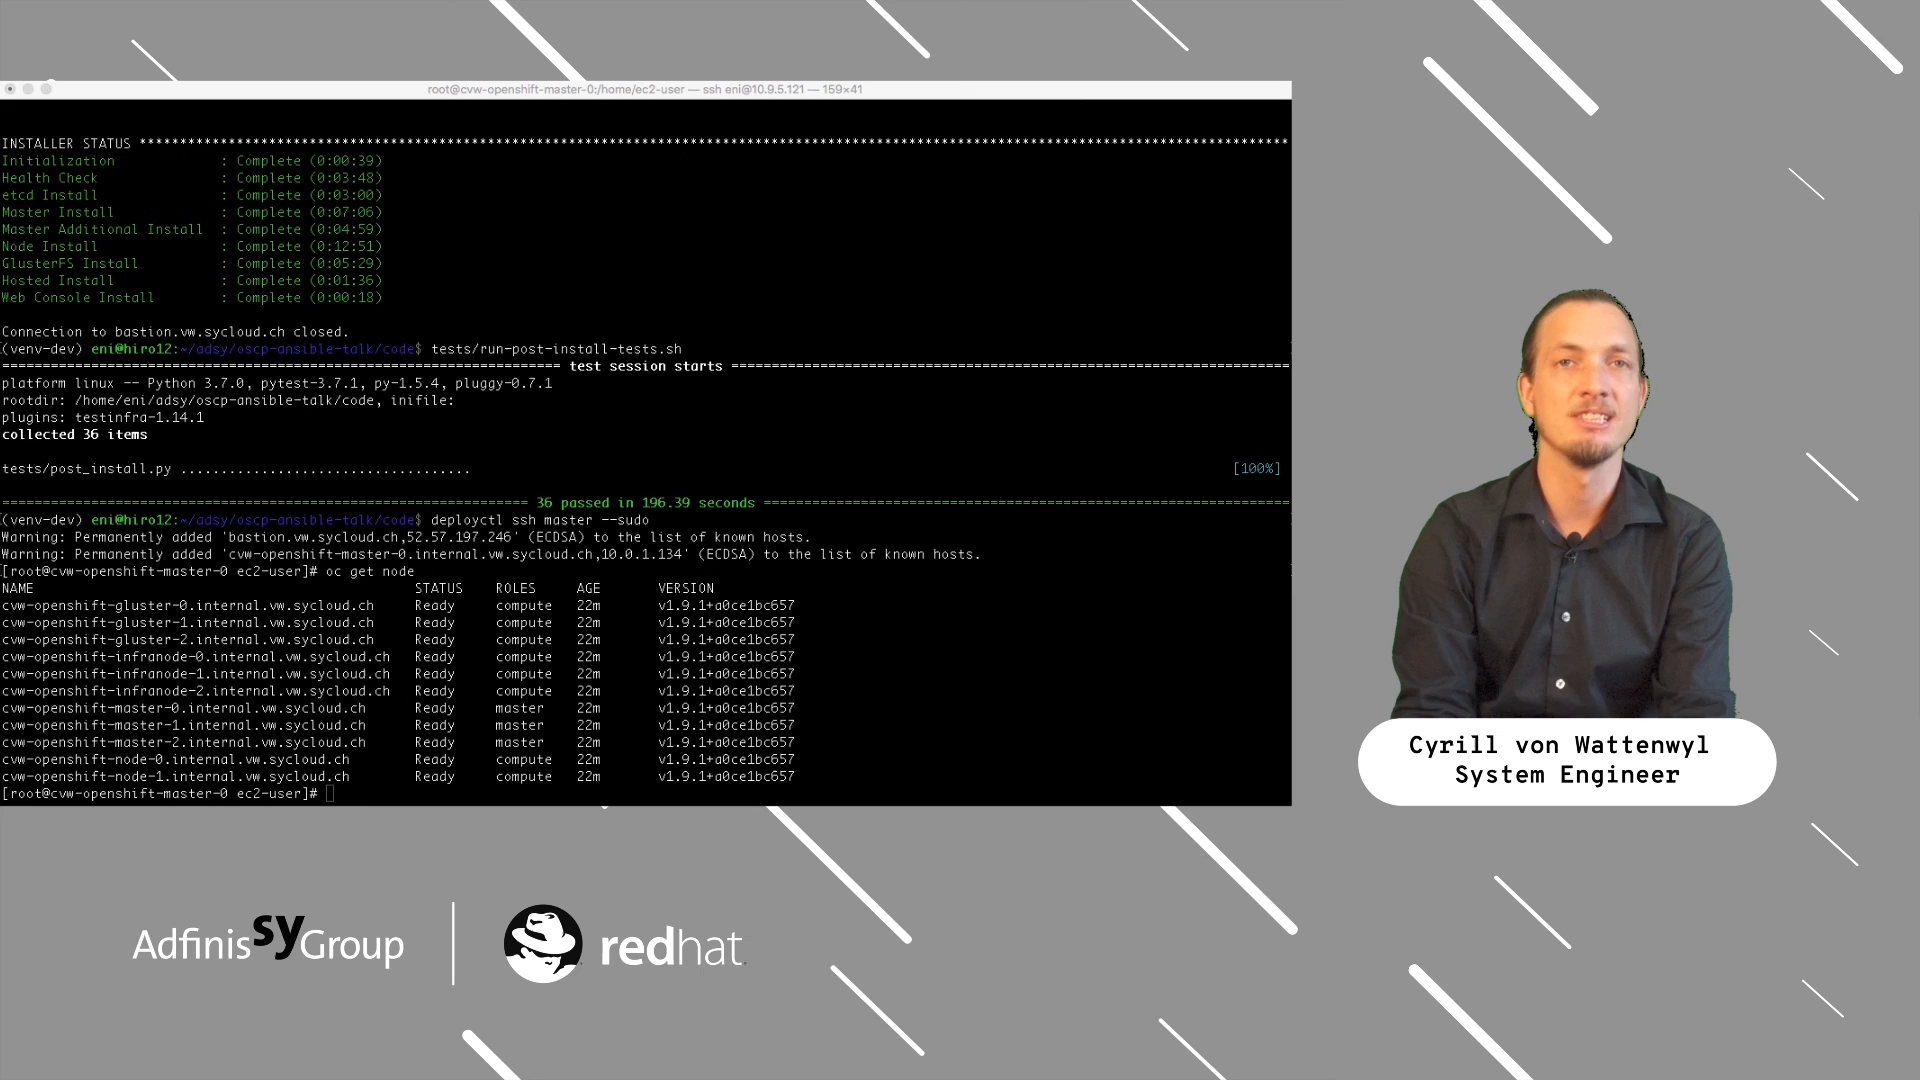 root@cvw-openshift-master-0:/home/ec2-user — ssh eni@10.9.5.121 — 159×41
INSTALLER STATUS ***********************************************************************************************************************************************
Initialization : Complete (0:00:39)
Health Check : Complete (0:03:48)
etcd Install : Complete (0:03:00)
Master Install : Complete (0:07:06)
Master Additional Install : Complete (0:04:59)
Node Install : Complete (0:12:51)
GlusterFS Install : Complete (0:05:29)
Hosted Install : Complete (0:01:36)
Web Console Install : Complete (0:00:18)
Connection to bastion.vw.sycloud.ch closed.
(venv-dev) eni@hiro12:~/adsy/oscp-ansible-talk/code$ tests/run-post-install-tests.sh
===================================================================== test session starts =====================================================================
platform linux -- Python 3.7.0, pytest-3.7.1, py-1.5.4, pluggy-0.7.1
rootdir: /home/eni/adsy/oscp-ansible-talk/code, inifile:
plugins: testinfra-1.14.1
collected 36 items
tests/post_install.py .................................... [100%]
================================================================= 36 passed in 196.39 seconds =================================================================
(venv-dev) eni@hiro12:~/adsy/oscp-ansible-talk/code$ deployctl ssh master --sudo
Warning: Permanently added 'bastion.vw.sycloud.ch,52.57.197.246' (ECDSA) to the list of known hosts.
Warning: Permanently added 'cvw-openshift-master-0.internal.vw.sycloud.ch,10.0.1.134' (ECDSA) to the list of known hosts.
[root@cvw-openshift-master-0 ec2-user]# oc get node
NAME STATUS ROLES AGE VERSION
cvw-openshift-gluster-0.internal.vw.sycloud.ch Ready compute 22m v1.9.1+a0ce1bc657
cvw-openshift-gluster-1.internal.vw.sycloud.ch Ready compute 22m v1.9.1+a0ce1bc657
cvw-openshift-gluster-2.internal.vw.sycloud.ch Ready compute 22m v1.9.1+a0ce1bc657
cvw-openshift-infranode-0.internal.vw.sycloud.ch Ready compute 22m v1.9.1+a0ce1bc657
cvw-openshift-infranode-1.internal.vw.sycloud.ch Ready compute 22m v1.9.1+a0ce1bc657
cvw-openshift-infranode-2.internal.vw.sycloud.ch Ready compute 22m v1.9.1+a0ce1bc657
cvw-openshift-master-0.internal.vw.sycloud.ch Ready master 22m v1.9.1+a0ce1bc657
cvw-openshift-master-1.internal.vw.sycloud.ch Ready master 22m v1.9.1+a0ce1bc657
cvw-openshift-master-2.internal.vw.sycloud.ch Ready master 22m v1.9.1+a0ce1bc657
cvw-openshift-node-0.internal.vw.sycloud.ch Ready compute 22m v1.9.1+a0ce1bc657
cvw-openshift-node-1.internal.vw.sycloud.ch Ready compute 22m v1.9.1+a0ce1bc657
[root@cvw-openshift-master-0 ec2-user]#
Cyrill von Wattenwyl
System Engineer
AdfinissyGroup
redhat.